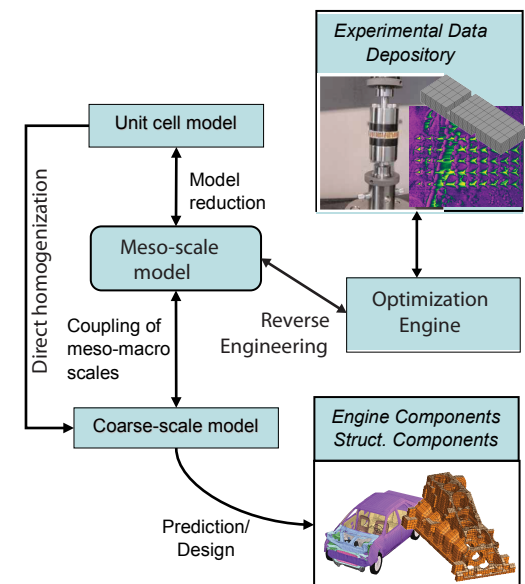 Experimental Data
Depository
Unit cell model
Direct homogenization
Model
reduction
Meso-scale
model
Optimization
Engine
Reverse
Engineering
Coupling of
meso-macro
scales
Coarse-scale model
Engine Components
Struct. Components
Prediction/
Design